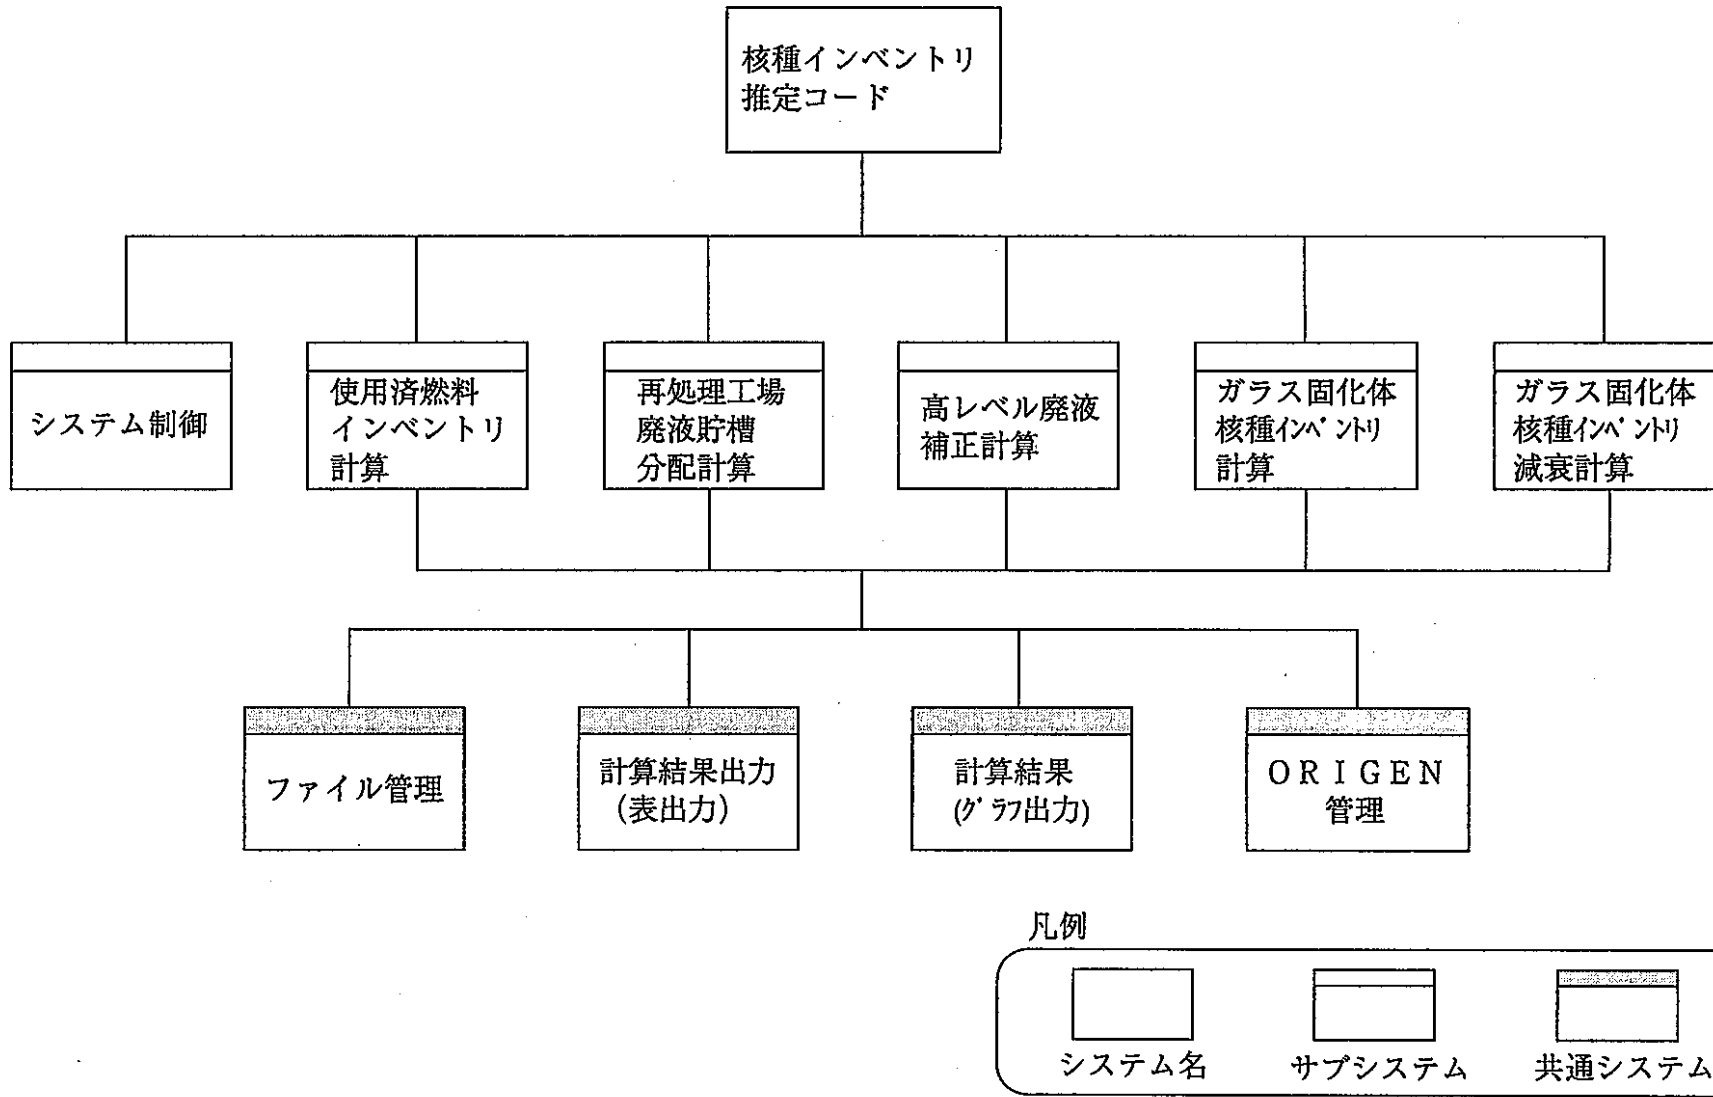 核種インベントリ
推定コード
システム制御
使用済燃料
インベントリ
計算
再処理工場
廃液貯槽
分配計算
高レベル廃液
補正計算
ガラス固化体
核種ｲﾝﾍﾞﾝﾄﾘ
計算
ガラス固化体
核種ｲﾝﾍﾞﾝﾄﾘ
減衰計算
ファイル管理
計算結果出力
（表出力）
計算結果
(ｸﾞﾗﾌ出力)
ＯＲＩＧＥＮ
管理
凡例
システム名
サブシステム
共通システム